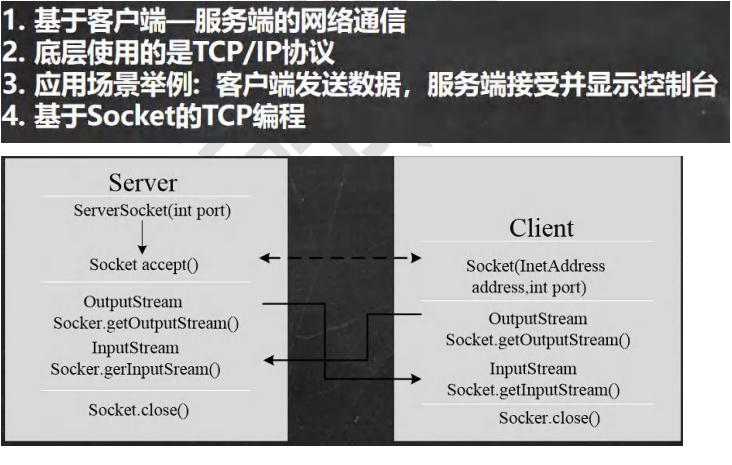 1. 基于客户端—服务端的网络通信
2. 底层使用的是TCP/IP协议
3. 应用场景举例: 客户端发送数据，服务端接受并显示控制台
4. 基于Socket的TCP编程
Server
ServerSocket(int port)
Socket accept()
OutputStream
Socker.getOutputStream()
InputStream
Socker.gerInputSream()
Socket.close()
Client
Socket(InetAddress
address,int port)
OutputStream
Socket.getOutputStream()
InputStream
Socket.getInputStream()
Socker.close()